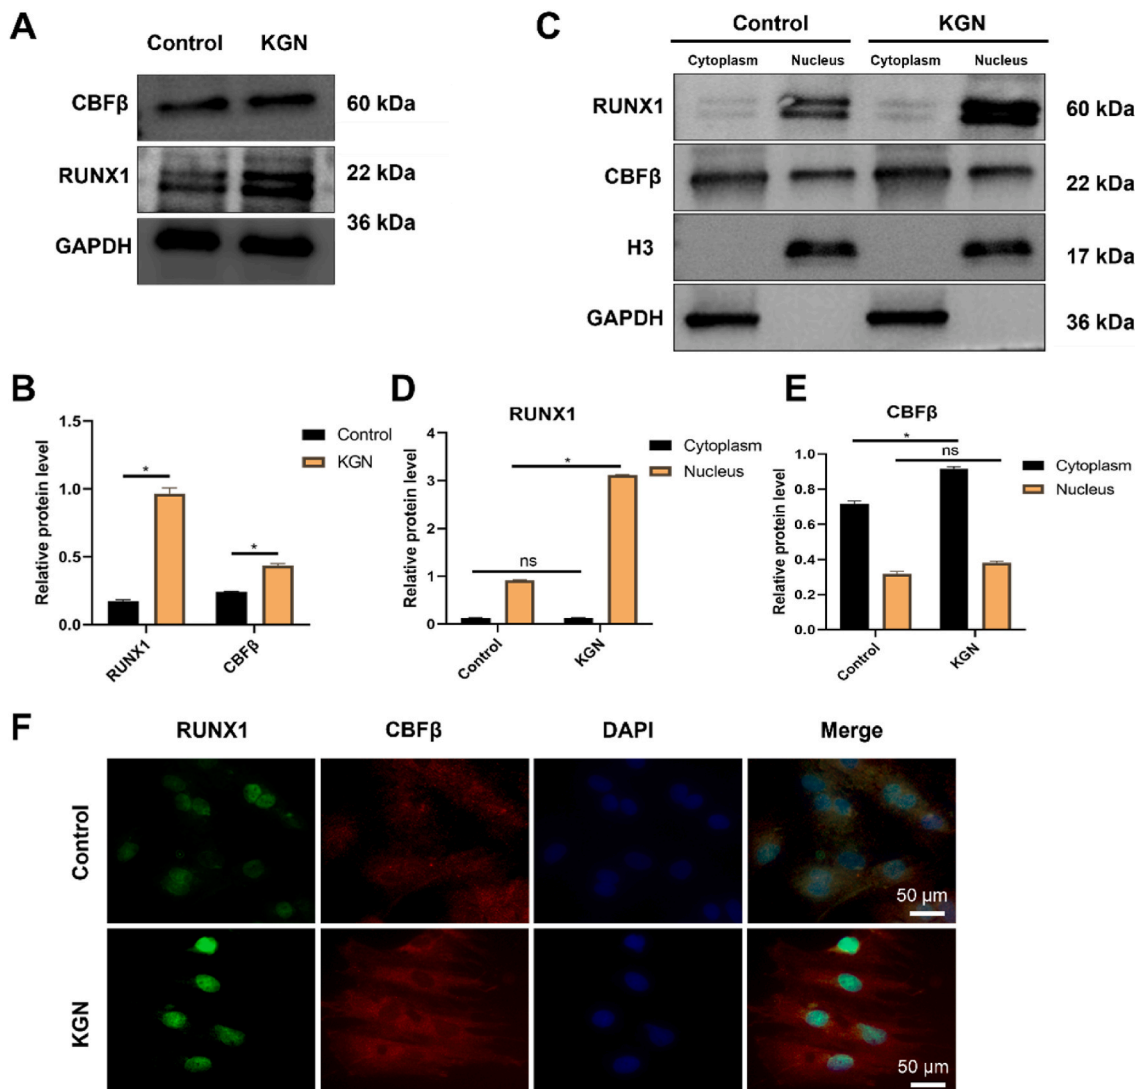 A
Control KGN
CBFβ 60 kDa
RUNX1 22 kDa
36 kDa
GAPDH
C
Control KGN
Cytoplasm Nucleus Cytoplasm Nucleus
RUNX1 60 kDa
CBFβ 22 kDa
H3 17 kDa
GAPDH 36 kDa
B
Relative protein level
1.5
1.0
0.5
0.0
* *
RUNX1 CBFβ
Control
KGN
D
RUNX1
Relative protein level
4
3
2
1
0
*
ns
Control KGN
Cytoplasm
Nucleus
E
CBFβ
Relative protein level
1.0
0.8
0.6
0.4
0.2
0.0
*
ns
Control KGN
Cytoplasm
Nucleus
F
RUNX1 CBFβ DAPI Merge
Control
50 µm
KGN
50 µm